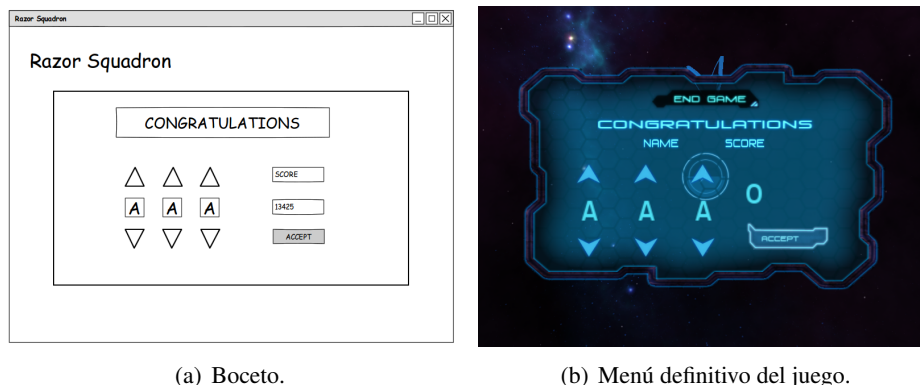 Razor Squadron
Razor Squadron
CONGRATULATIONS
SCORE
A A A
13425
ACCEPT
END GAME
CONGRATULATIONS
NAME SCORE
A A A 0
ACCEPT
(a) Boceto. (b) Menú definitivo del juego.